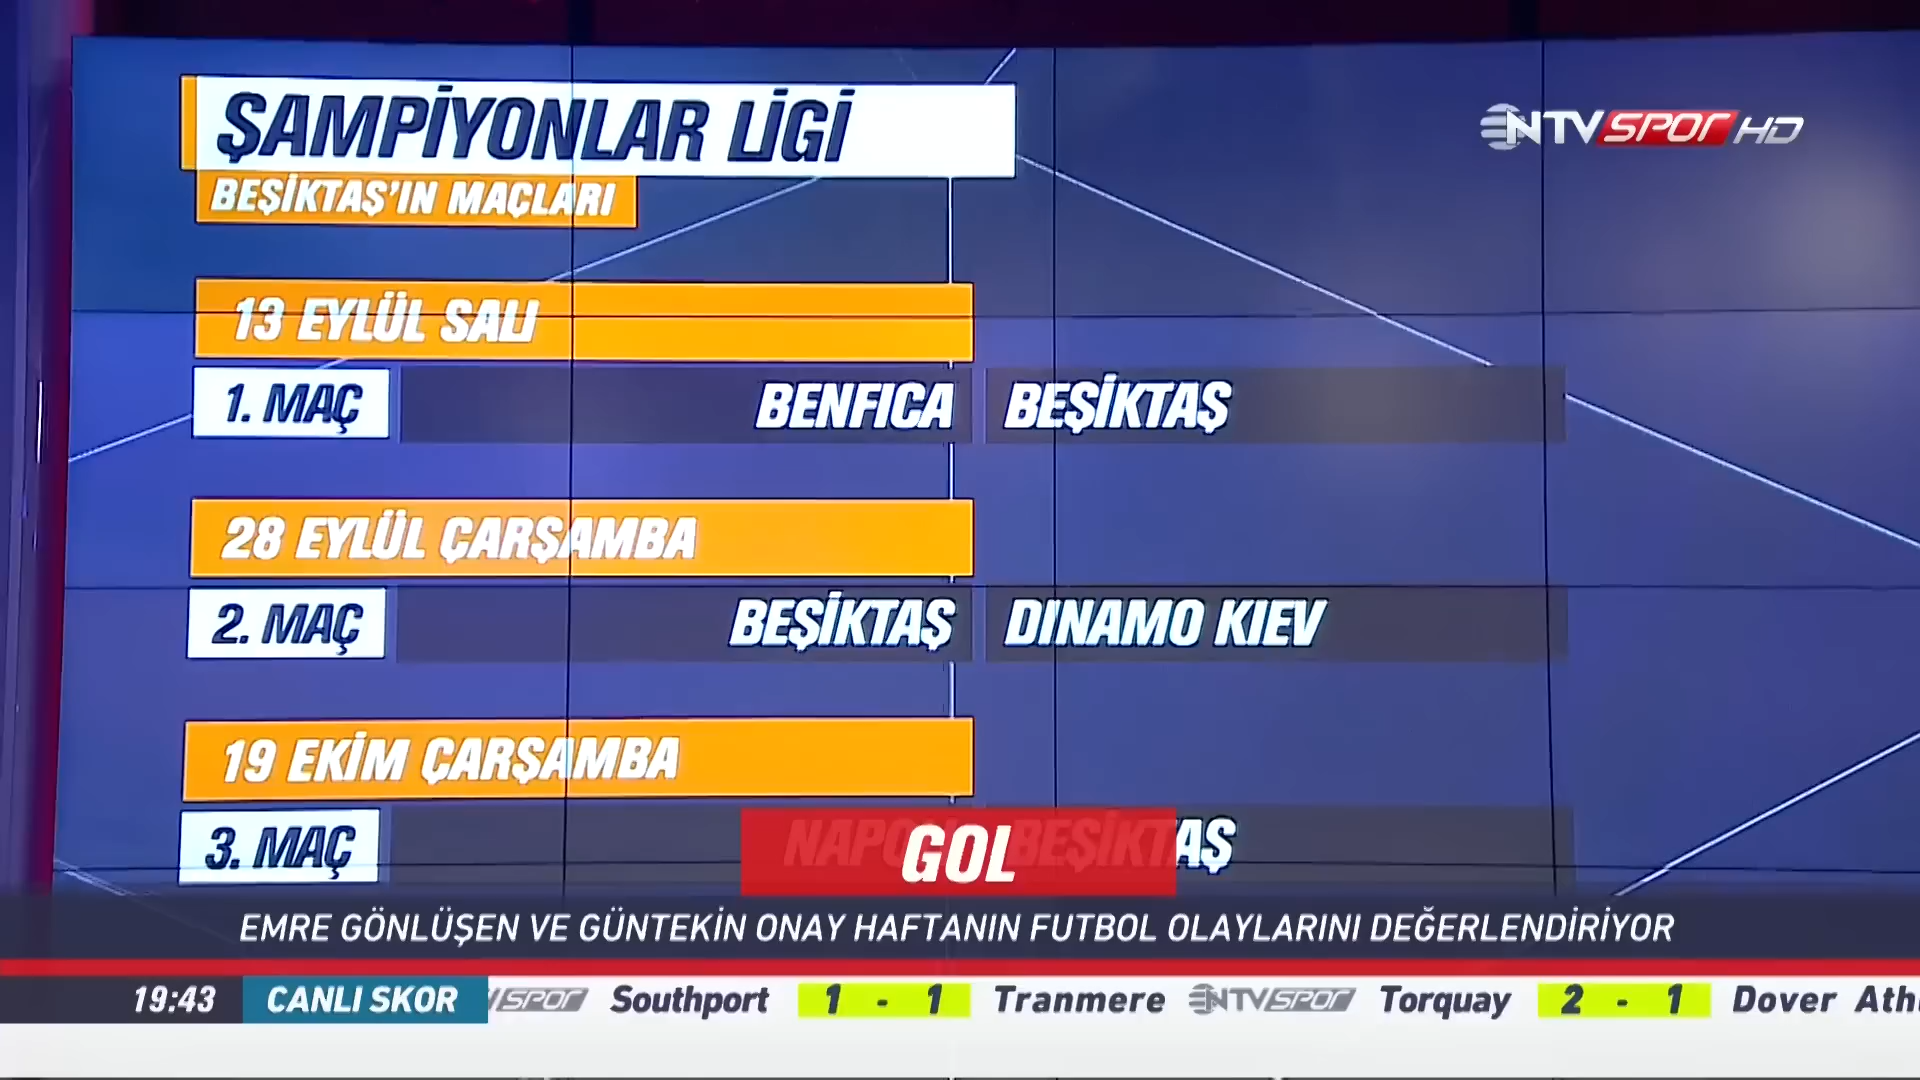 ŞAMPİYONLAR LİGİ
NTVSPOR HD
BEŞİKTAŞ'IN MAÇLARI
13 EYLÜL SALI
1. MAÇ BENFICA BEŞİKTAŞ
28 EYLÜL ÇARŞAMBA
2. MAÇ BEŞİKTAŞ DINAMO KIEV
19 EKİM ÇARŞAMBA
3. MAÇ BEŞİKTAŞ
GOL
EMRE GÖNLÜŞEN VE GÜNTEKİN ONAY HAFTANIN FUTBOL OLAYLARINI DEĞERLENDİRİYOR
19:43 CANLI SKOR SPOR Southport 1 - 1 Tranmere NTVSPOR Torquay 2 - 1 Dover